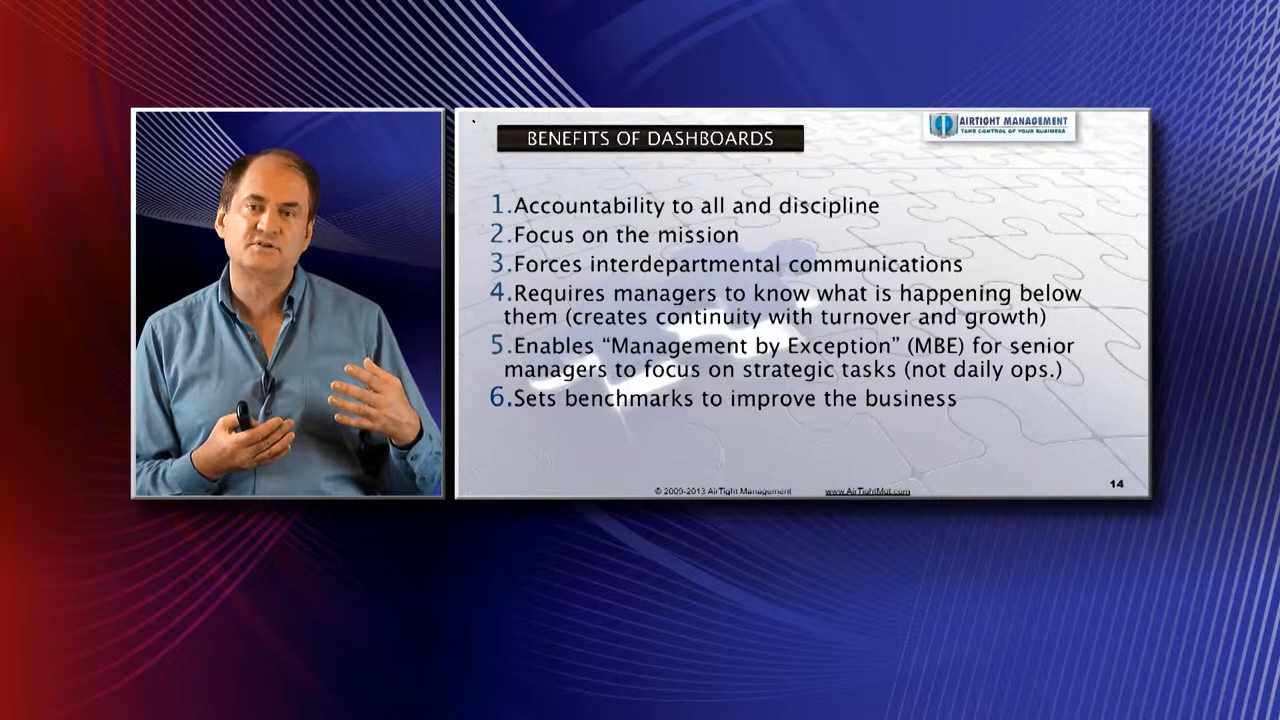 BENEFITS OF DASHBOARDS
AIRTIGHT MANAGEMENT
TAKE CONTROL OF YOUR BUSINESS
1.Accountability to all and discipline
2.Focus on the mission
3.Forces interdepartmental communications
4.Requires managers to know what is happening below
them (creates continuity with turnover and growth)
5.Enables “Management by Exception” (MBE) for senior
managers to focus on strategic tasks (not daily ops.)
6.Sets benchmarks to improve the business
© 2009-2013 AirTight Management www.AirTightMgt.com
14